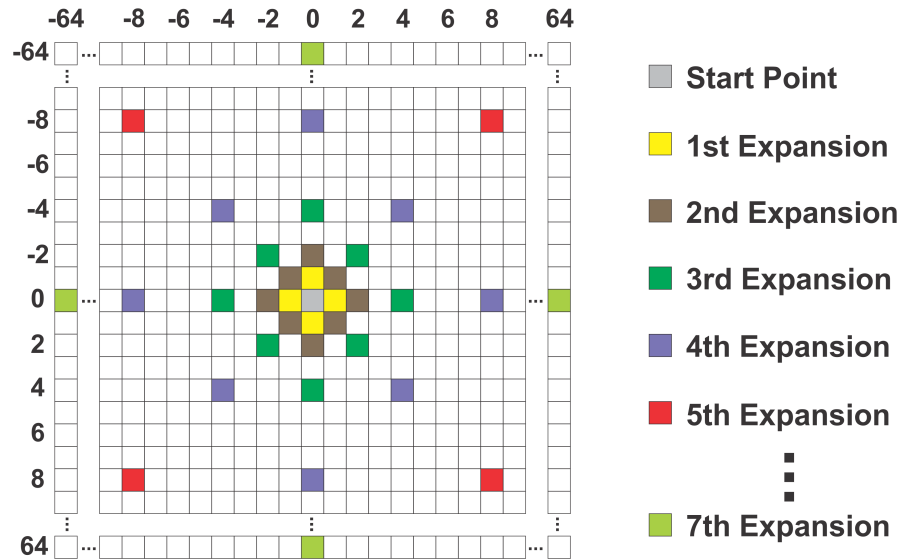 -64 -8 -6 -4 -2 0 2 4 6 8 64
-64 ... ...
-8
-6
-4
-2
0 ... ...
2
4
6
8
64 ... ...
Start Point
1st Expansion
2nd Expansion
3rd Expansion
4th Expansion
5th Expansion
7th Expansion